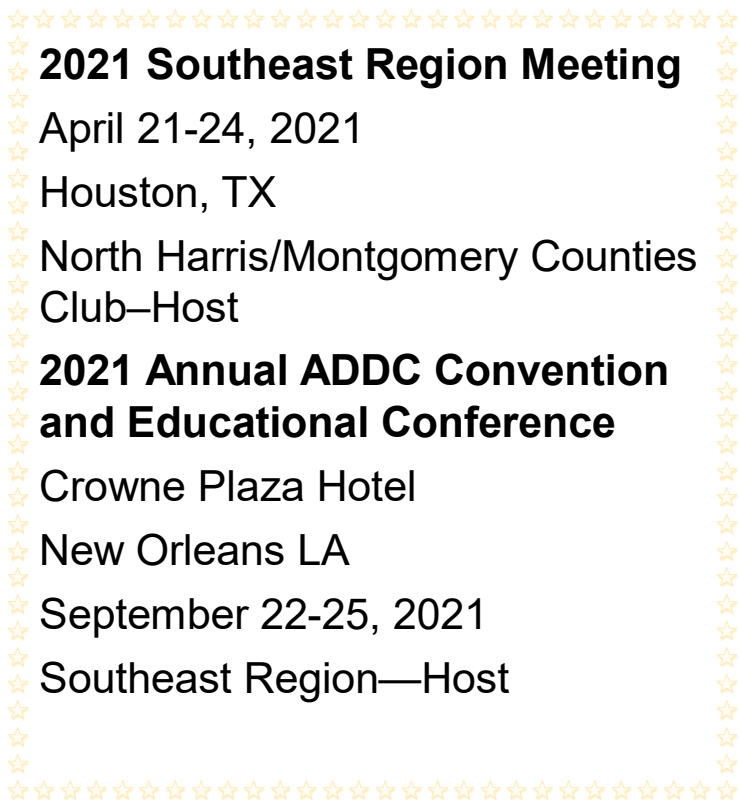 2021 Southeast Region Meeting
April 21-24, 2021
Houston, TX
North Harris/Montgomery Counties
Club–Host
2021 Annual ADDC Convention
and Educational Conference
Crowne Plaza Hotel
New Orleans LA
September 22-25, 2021
Southeast Region—Host